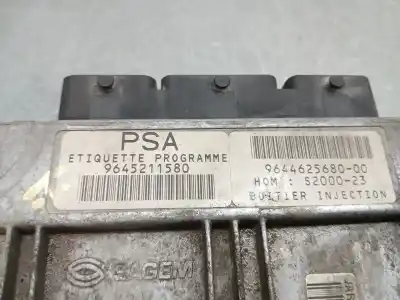 PSA
ETIQUETTE PROGRAMME
9645211580
9644625680-00
HOM : S2000-23
BOITIER INJECTION
SAGEM